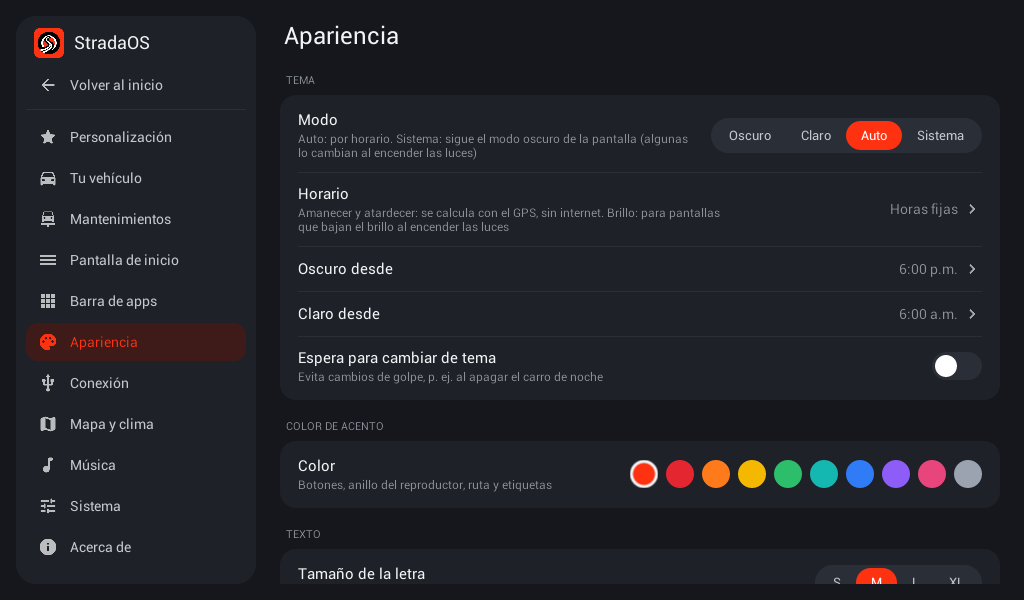 StradaOS
Volver al inicio
Personalización
Tu vehículo
Mantenimientos
Pantalla de inicio
Barra de apps
Apariencia
Conexión
Mapa y clima
Música
Sistema
Acerca de
Apariencia
TEMA
Modo
Auto: por horario. Sistema: sigue el modo oscuro de la pantalla (algunas
lo cambian al encender las luces)
Oscuro Claro Auto Sistema
Horario
Amanecer y atardecer: se calcula con el GPS, sin internet. Brillo: para pantallas
que bajan el brillo al encender las luces
Horas fijas
Oscuro desde
6:00 p.m.
Claro desde
6:00 a.m.
Espera para cambiar de tema
Evita cambios de golpe, p. ej. al apagar el carro de noche
COLOR DE ACENTO
Color
Botones, anillo del reproductor, ruta y etiquetas
TEXTO
Tamaño de la letra
S M L XL